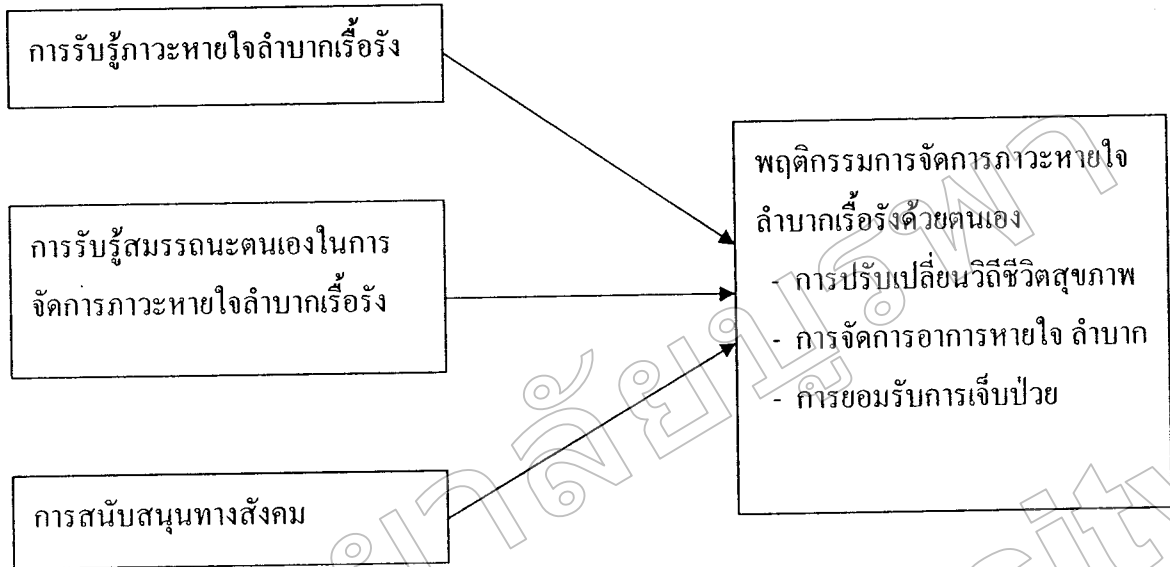 การรับรู้ภาวะหายใจลำบากเรื้อรัง
การรับรู้สมรรถนะตนเองในการ
จัดการภาวะหายใจลำบากเรื้อรัง
การสนับสนุนทางสังคม
พฤติกรรมการจัดการภาวะหายใจ
ลำบากเรื้อรังด้วยตนเอง
- การปรับเปลี่ยนวิถีชีวิตสุขภาพ
- การจัดการอาการหายใจ ลำบาก
- การยอมรับการเจ็บป่วย